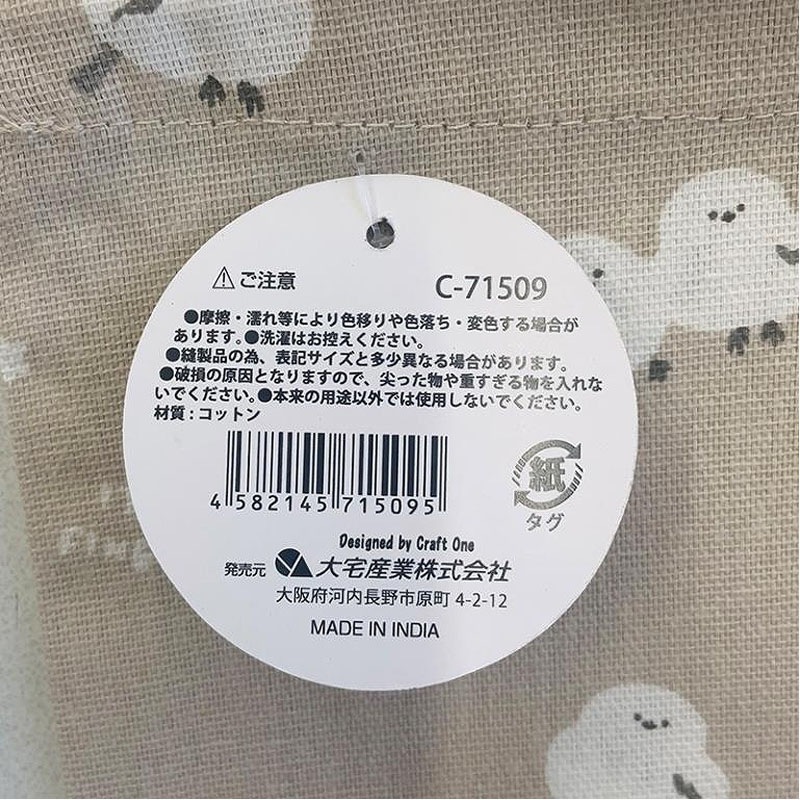 ⚠ご注意
C-71509
●摩擦・濡れ等により色移りや色落ち・変色する場合が
あります。●洗濯はお控えください。
●縫製品の為、表記サイズと多少異なる場合があります。
●破損の原因となりますので、尖った物や重すぎる物を入れな
いでください。●本来の用途以外では使用しないでください。
材質：コットン
4 582145 715095
紙
タグ
Designed by Craft One
発売元 大宅産業株式会社
大阪府河内長野市原町 4-2-12
MADE IN INDIA